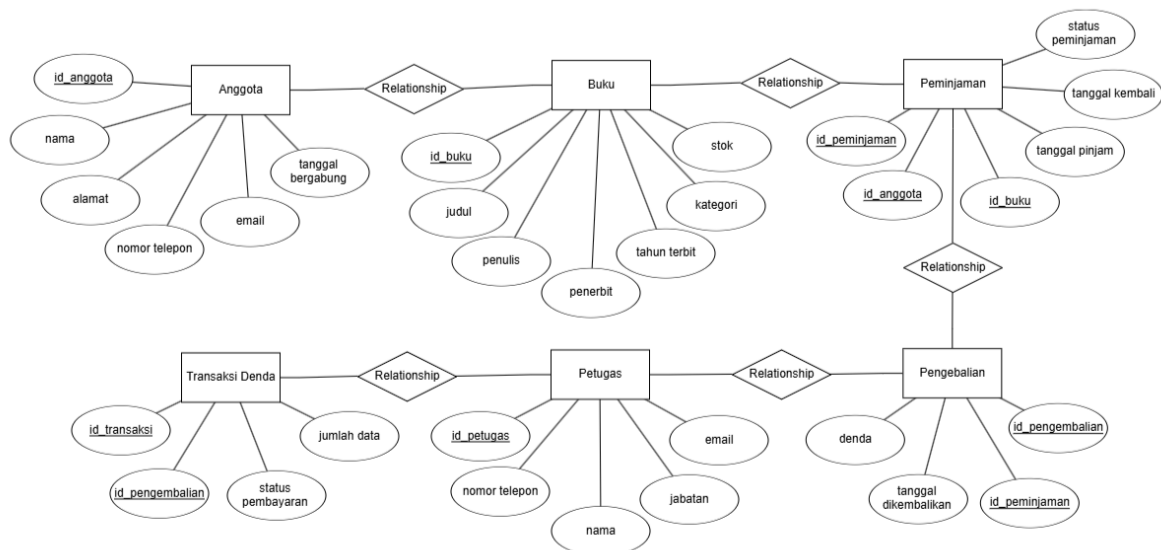 status
peminjaman
id_anggota
Anggota
Relationship
Buku
Relationship
Peminjaman
tanggal kembali
nama
id_buku
stok
id_peminjaman
tanggal pinjam
tanggal
bergabung
alamat
email
judul
kategori
id_anggota
id_buku
nomor telepon
penulis
tahun terbit
penerbit
Relationship
Transaksi Denda
Relationship
Petugas
Relationship
Pengebalian
id_transaksi
jumlah data
id_petugas
email
denda
id_pengembalian
id_pengembalian
status
pembayaran
nomor telepon
jabatan
tanggal
dikembalikan
id_peminjaman
nama